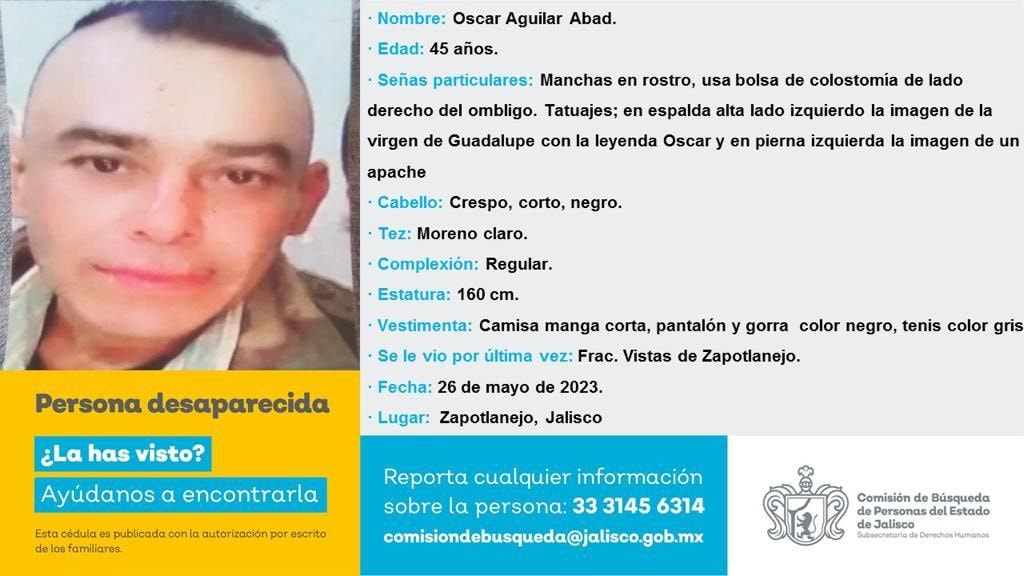 · Nombre: Oscar Aguilar Abad.
· Edad: 45 años.
· Señas particulares: Manchas en rostro, usa bolsa de colostomía de lado
derecho del ombligo. Tatuajes; en espalda alta lado izquierdo la imagen de la
virgen de Guadalupe con la leyenda Oscar y en pierna izquierda la imagen de un
apache
· Cabello: Crespo, corto, negro.
· Tez: Moreno claro.
· Complexión: Regular.
· Estatura: 160 cm.
· Vestimenta: Camisa manga corta, pantalón y gorra color negro, tenis color gris
· Se le vio por última vez: Frac. Vistas de Zapotlanejo.
· Fecha: 26 de mayo de 2023.
· Lugar: Zapotlanejo, Jalisco
Persona desaparecida
¿La has visto?
Ayúdanos a encontrarla
Esta cédula es publicada con la autorización por escrito
de los familiares.
Reporta cualquier información
sobre la persona: 33 3145 6314
comisiondebusqueda@jalisco.gob.mx
Comisión de Búsqueda
de Personas del Estado
de Jalisco
Subsecretaría de Derechos Humanos